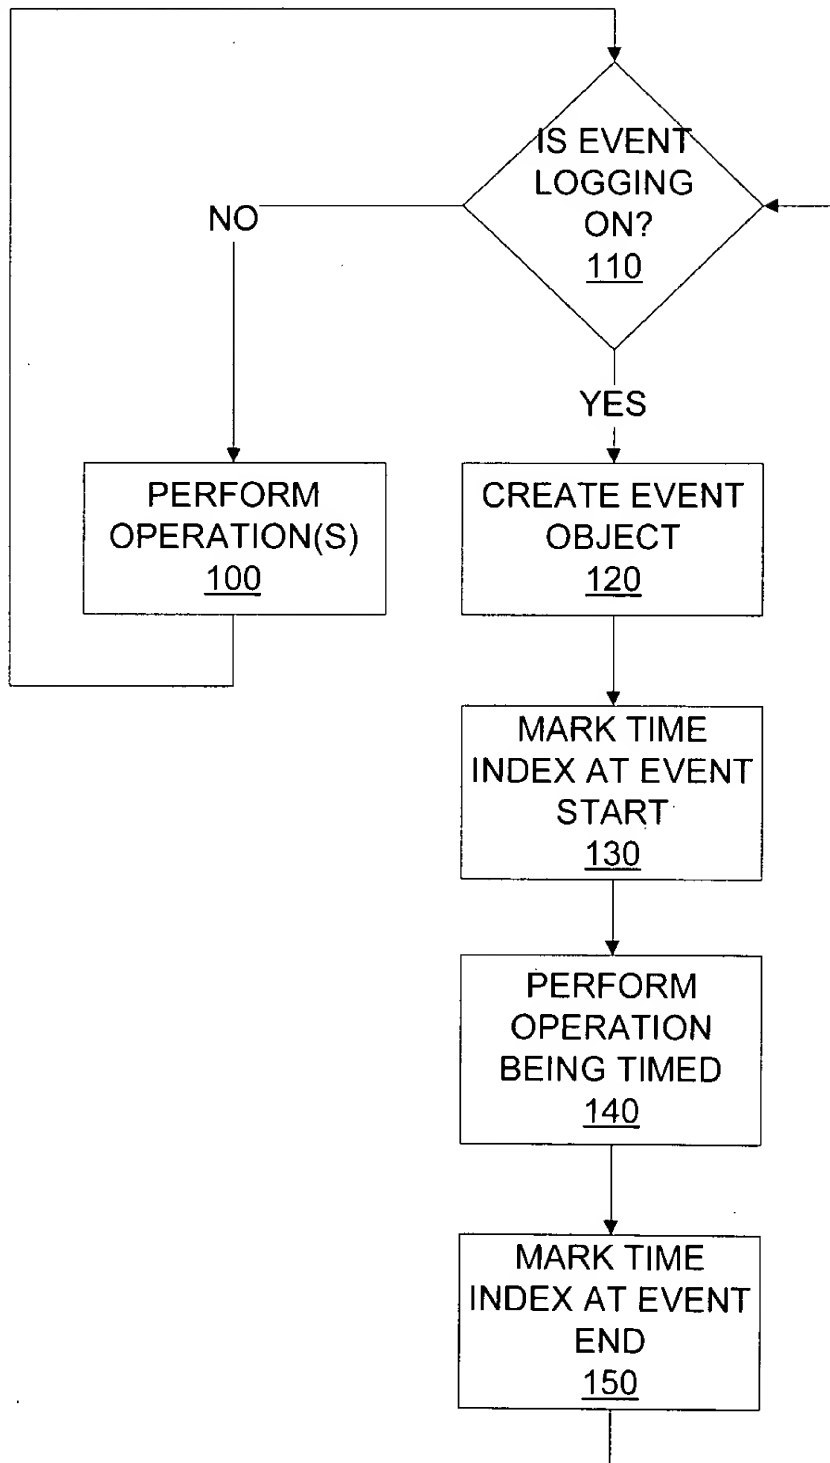 IS EVENT
LOGGING
ON?
110
NO
YES
PERFORM
OPERATION(S)
100
CREATE EVENT
OBJECT
120
MARK TIME
INDEX AT EVENT
START
130
PERFORM
OPERATION
BEING TIMED
140
MARK TIME
INDEX AT EVENT
END
150